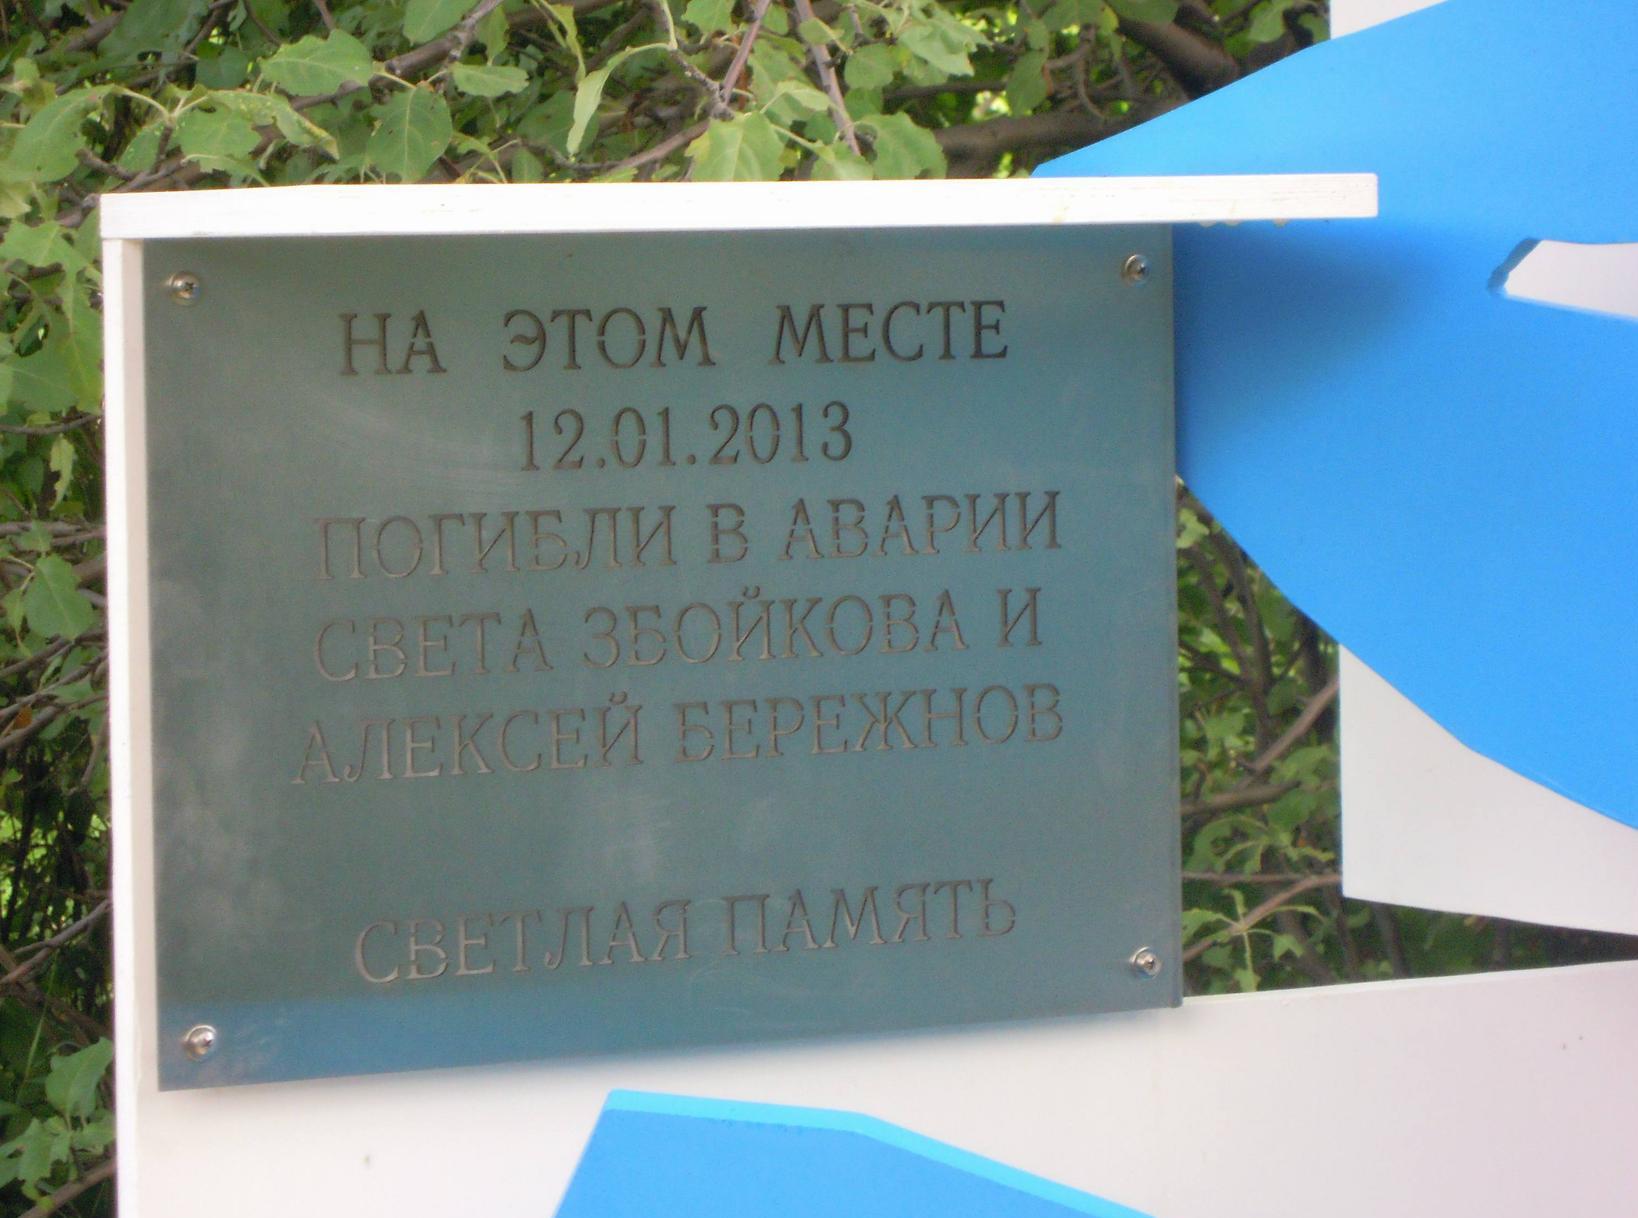 НА ЭТОМ МЕСТЕ
12.01.2013
ПОГИБЛИ В АВАРИИ
СВЕТА ЗБОЙКОВА И
АЛЕКСЕЙ БЕРЕЖНОВ
СВЕТЛАЯ ПАМЯТЬ